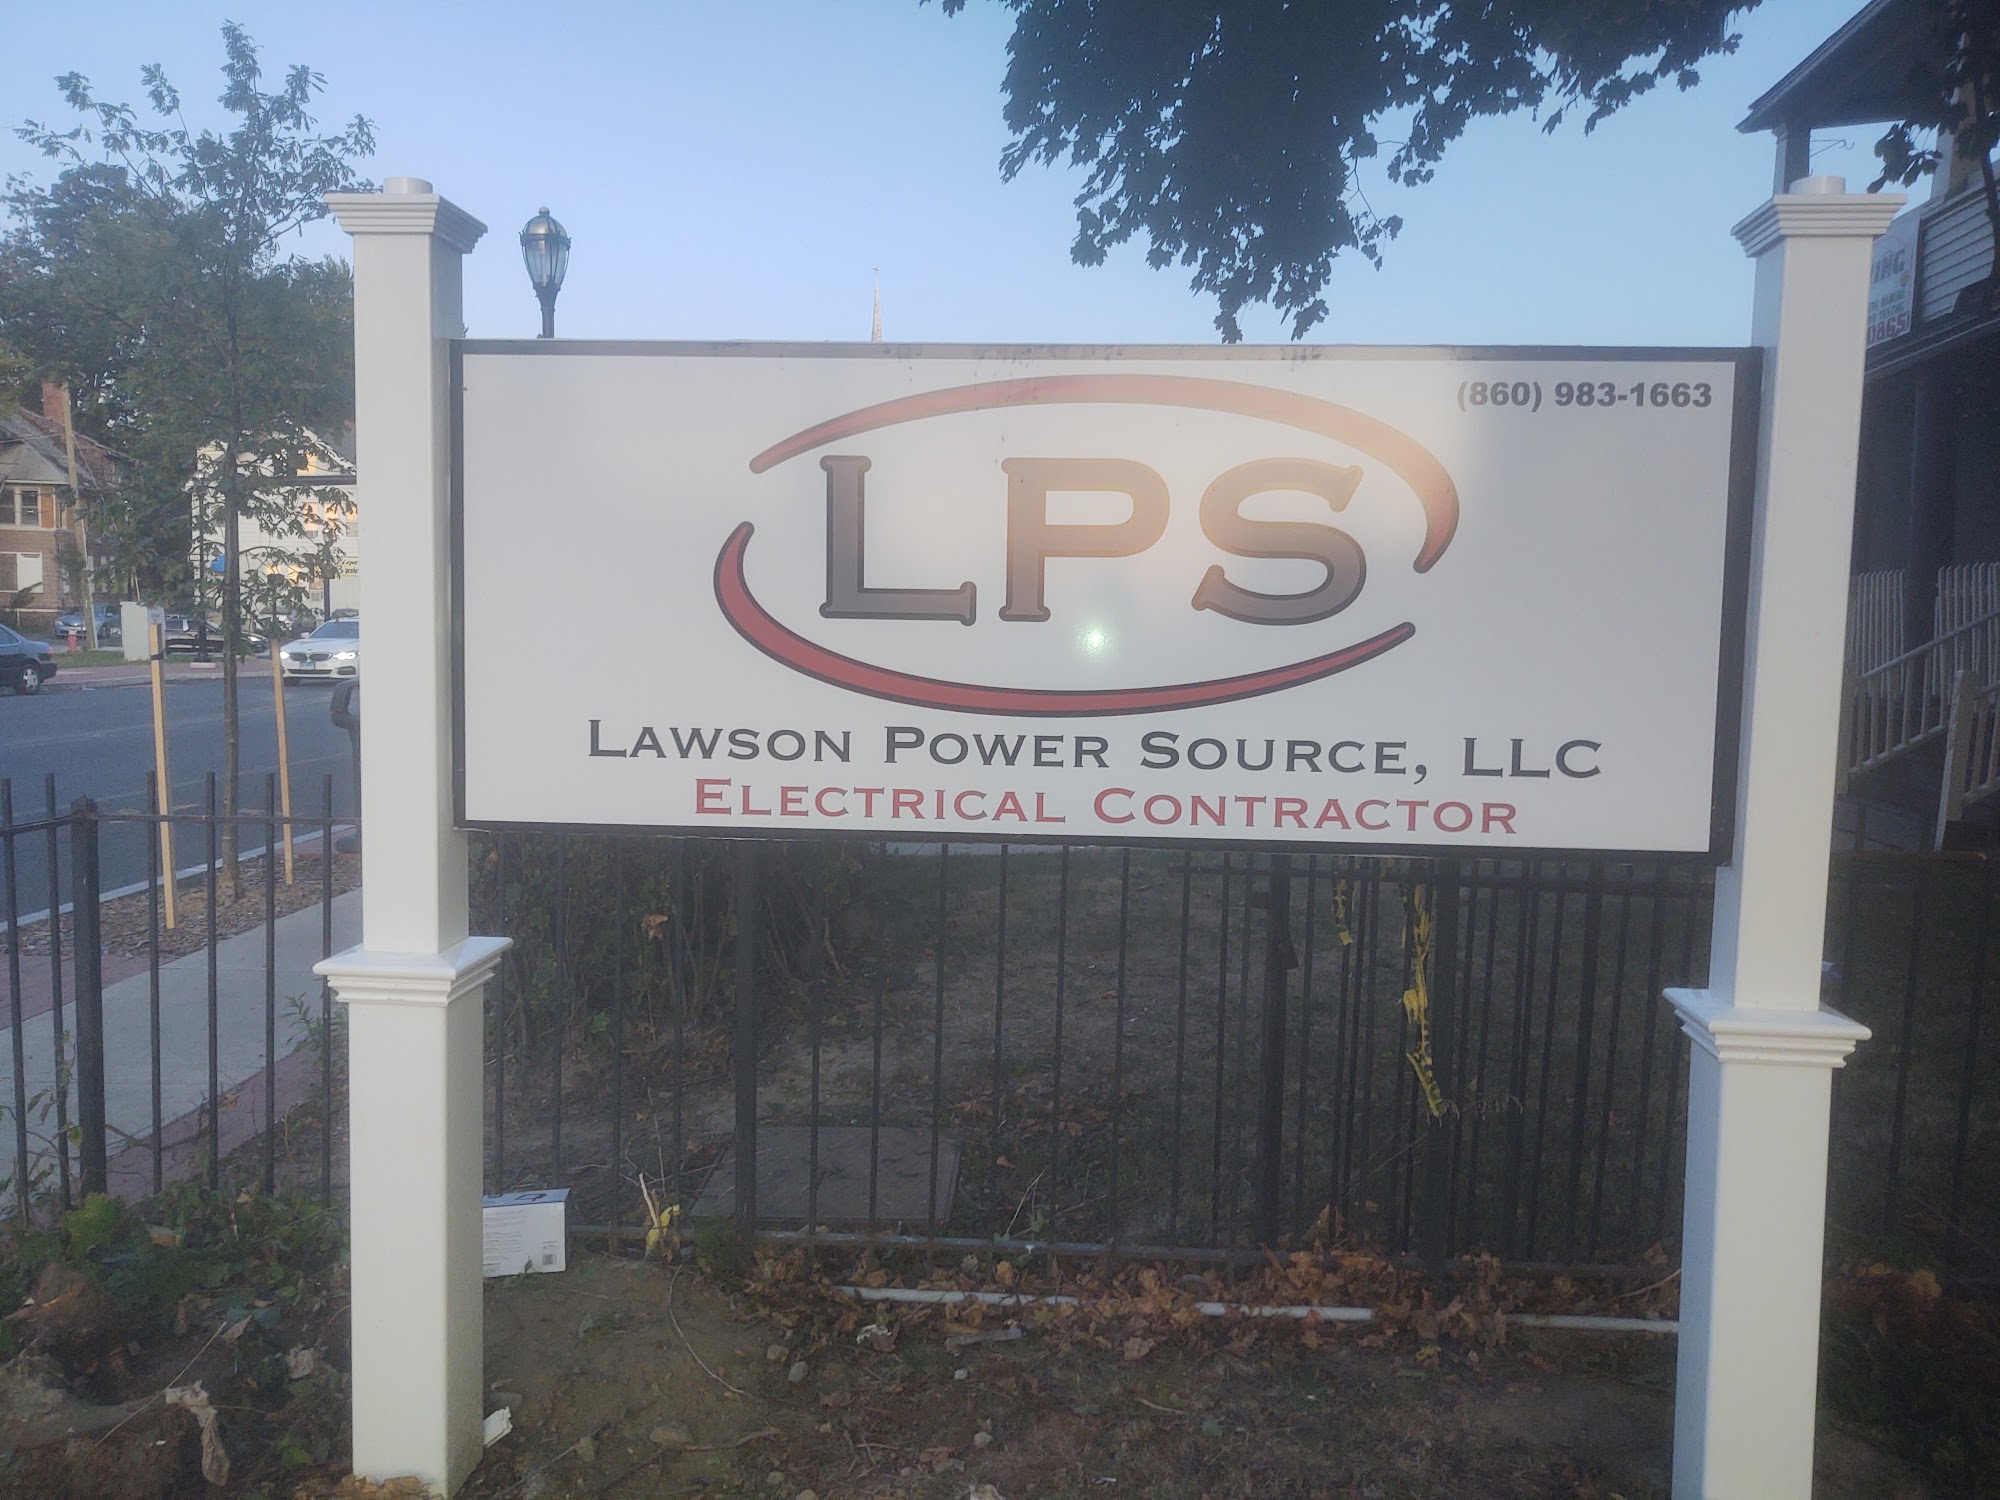 (860) 983-1663
LPS
LAWSON POWER SOURCE, LLC
ELECTRICAL CONTRACTOR